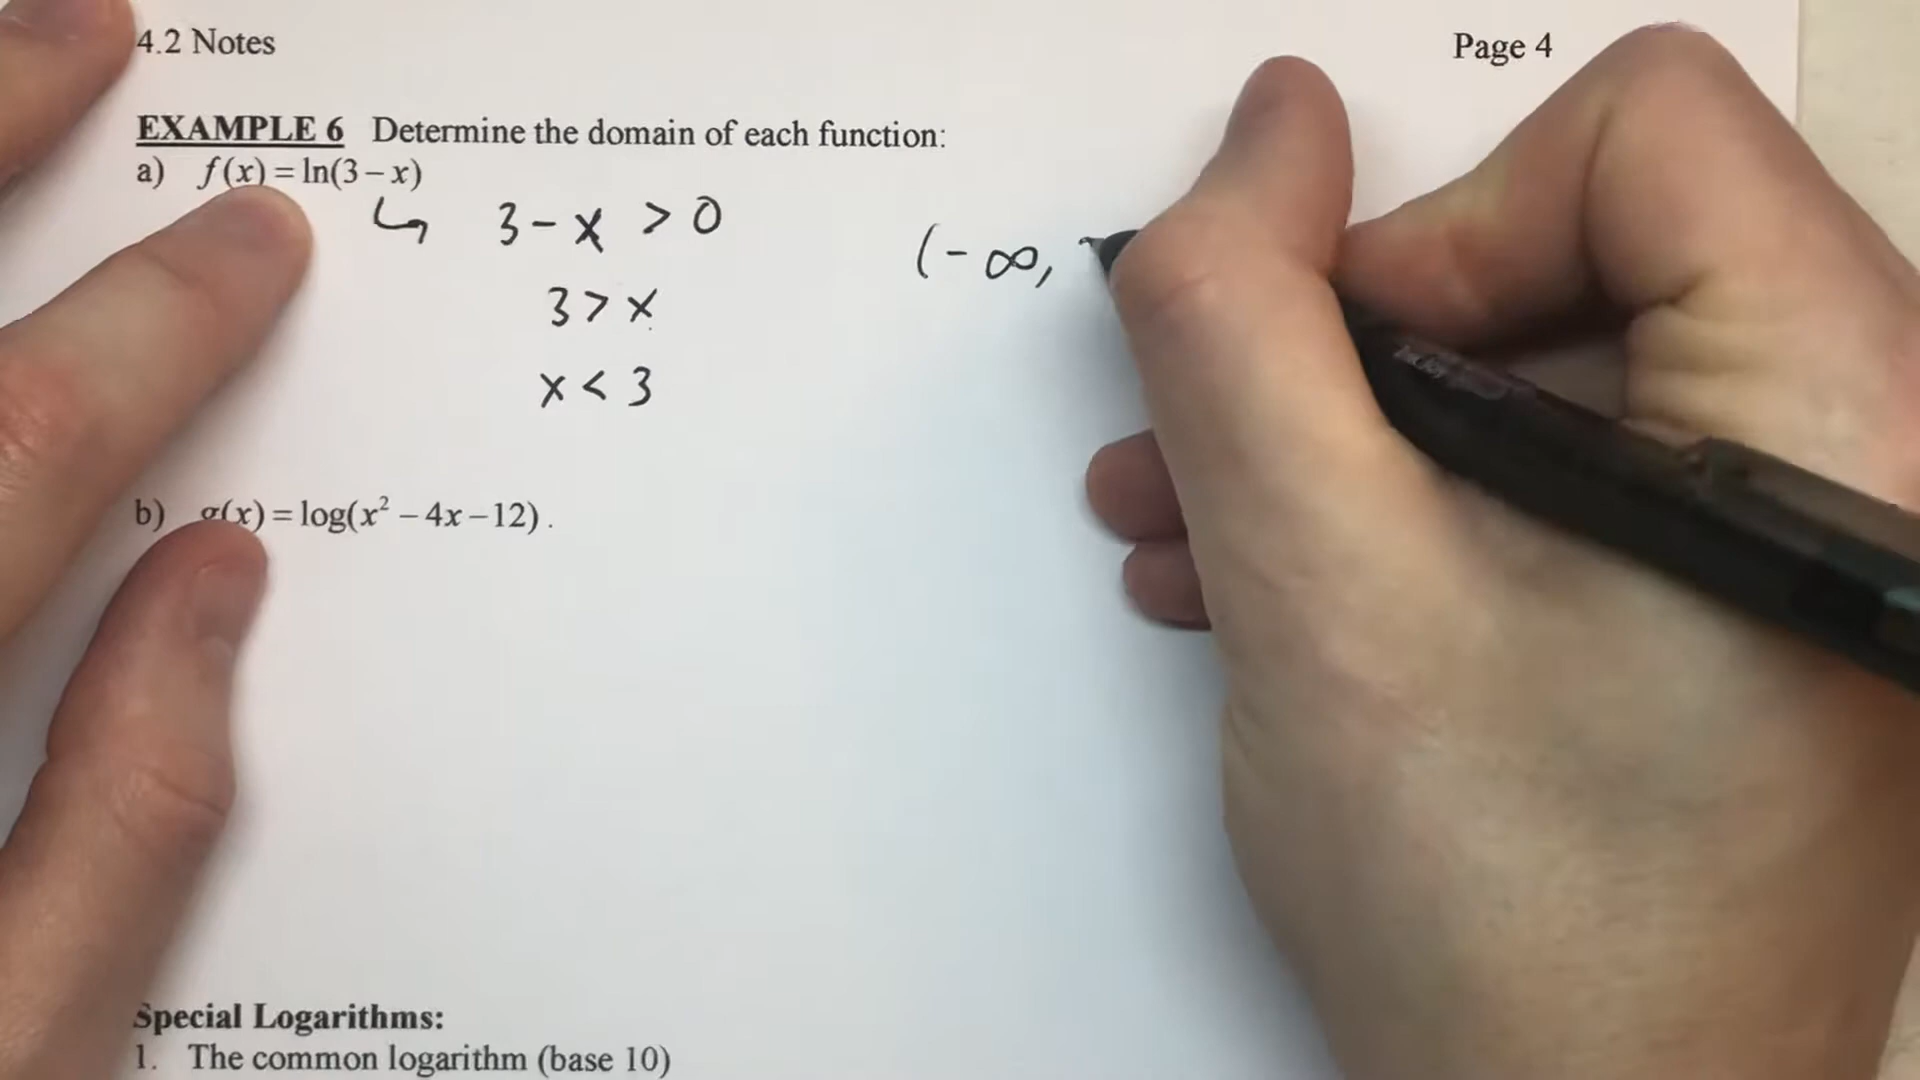 4.2 Notes Page 4
EXAMPLE 6 Determine the domain of each function:
a) f(x) = ln(3 – x)
↳ 3 - x > 0
(-∞,
3 > x
x < 3
b) g(x) = log(x² – 4x – 12) .
Special Logarithms:
1. The common logarithm (base 10)